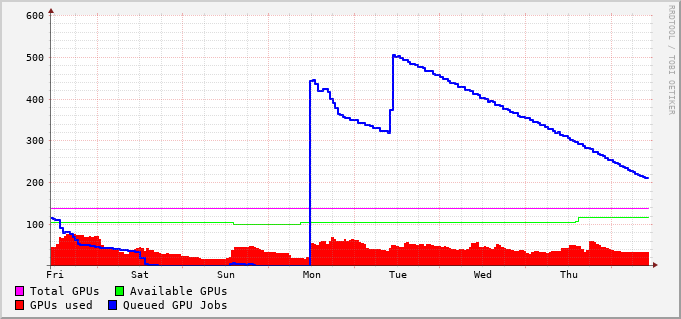 600
500
400
300
200
100
Fri Sat Sun Mon Tue Wed Thu
Total GPUs Available GPUs
GPUs used Queued GPU Jobs
RRDTOOL / TOBI OETIKER